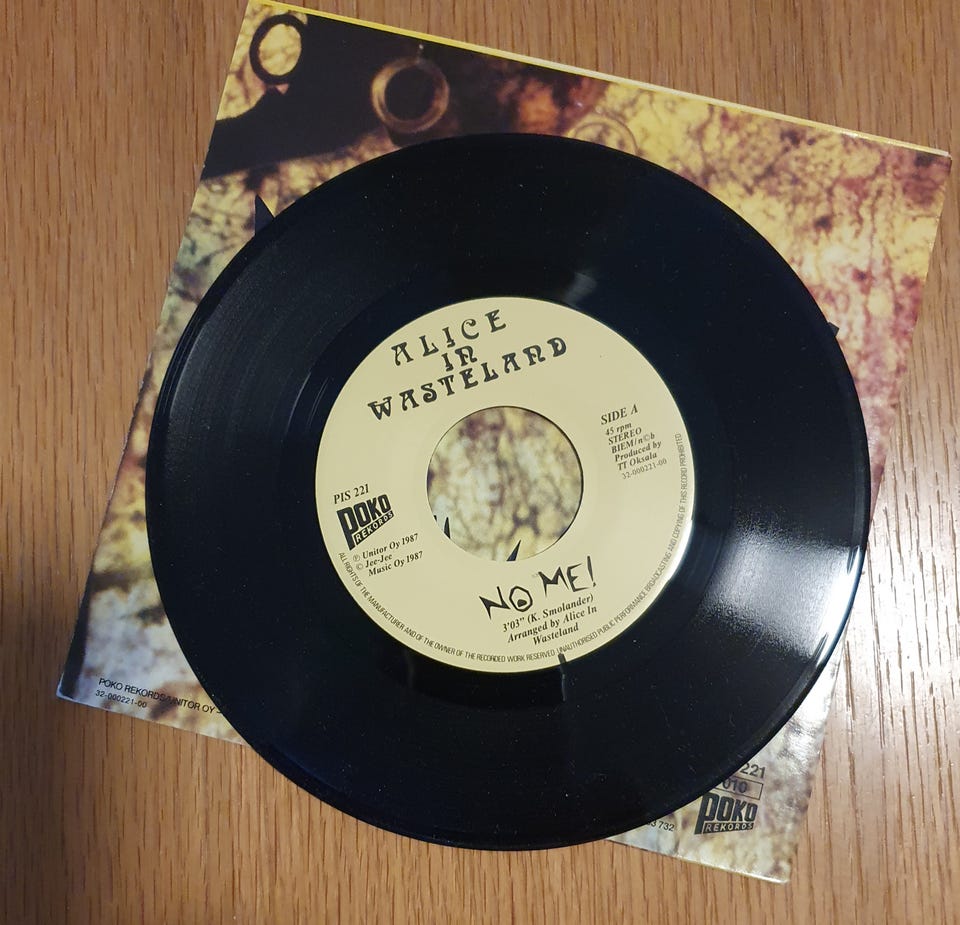 ALICE
IN
WASTELAND
SIDE A
45 rpm
STEREO
BIEM/n©b
Produced by
TT Oksala
32-000221-00
PIS 221
POKO
REKORDS
℗ Unitor Oy 1987
© Jee-Jee
Music Oy 1987
NO ME!
3'03" (K. Smolander)
Arranged by Alice In
Wasteland
ALL RIGHTS OF THE MANUFACTURER AND OF THE OWNER OF THE RECORDED WORK RESERVED. UNAUTHORISED PUBLIC PERFORMANCE BROADCASTING AND COPYING OF THIS RECORD PROHIBITED
POKO REKORDS/UNITOR OY
32-000221-00
221
010
POKO
REKORDS
732